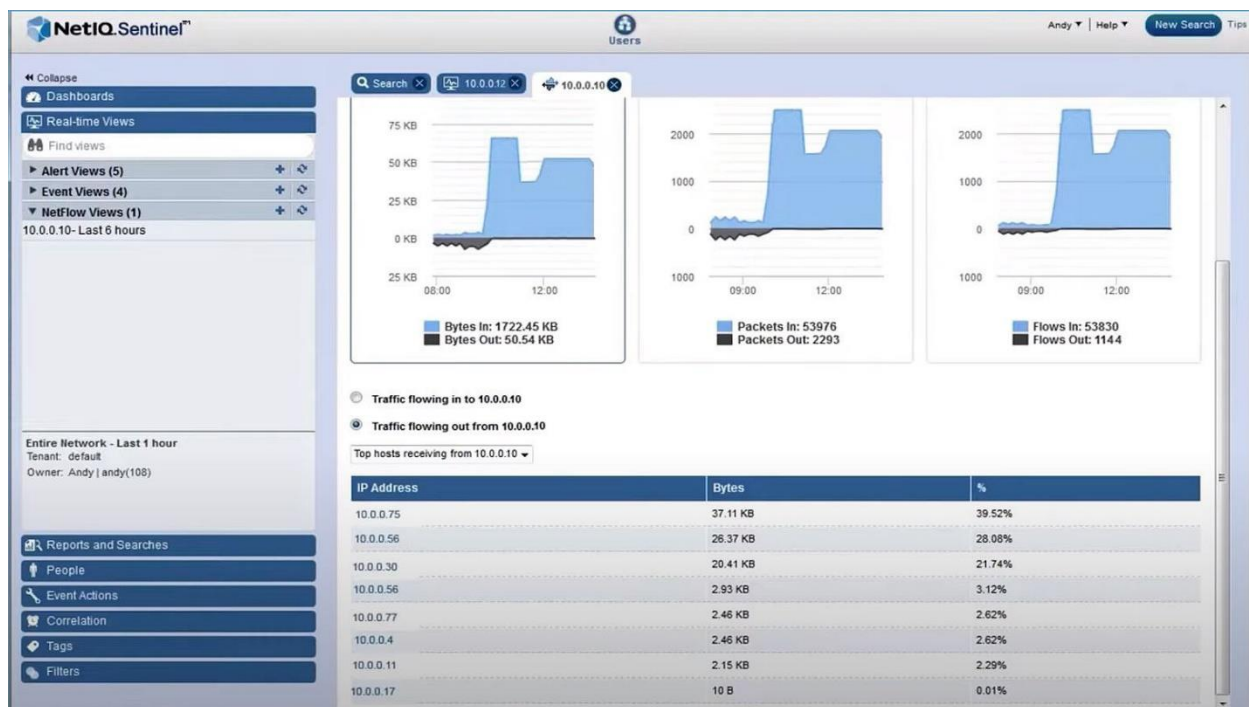 NetIQ Sentinel™
Users
Andy ▼ | Help ▼ New Search Tips
Collapse
Dashboards
Real-time Views
Find views
Alert Views (5)
Event Views (4)
NetFlow Views (1)
10.0.0.10- Last 6 hours
Entire Network - Last 1 hour
Tenant: default
Owner: Andy | andy(108)
Reports and Searches
People
Event Actions
Correlation
Tags
Filters
Search 10.0.0.12 10.0.0.10
75 KB
50 KB
25 KB
0 KB
25 KB
08:00 12:00
Bytes In: 1722.45 KB
Bytes Out: 50.54 KB
2000
1000
0
1000
09:00 12:00
Packets In: 53976
Packets Out: 2293
2000
1000
0
1000
09:00 12:00
Flows In: 53830
Flows Out: 1144
Traffic flowing in to 10.0.0.10
Traffic flowing out from 10.0.0.10
Top hosts receiving from 10.0.0.10
IP Address Bytes %
10.0.0.75 37.11 KB 39.52%
10.0.0.56 26.37 KB 28.08%
10.0.0.30 20.41 KB 21.74%
10.0.0.56 2.93 KB 3.12%
10.0.0.77 2.46 KB 2.62%
10.0.0.4 2.46 KB 2.62%
10.0.0.11 2.15 KB 2.29%
10.0.0.17 10 B 0.01%